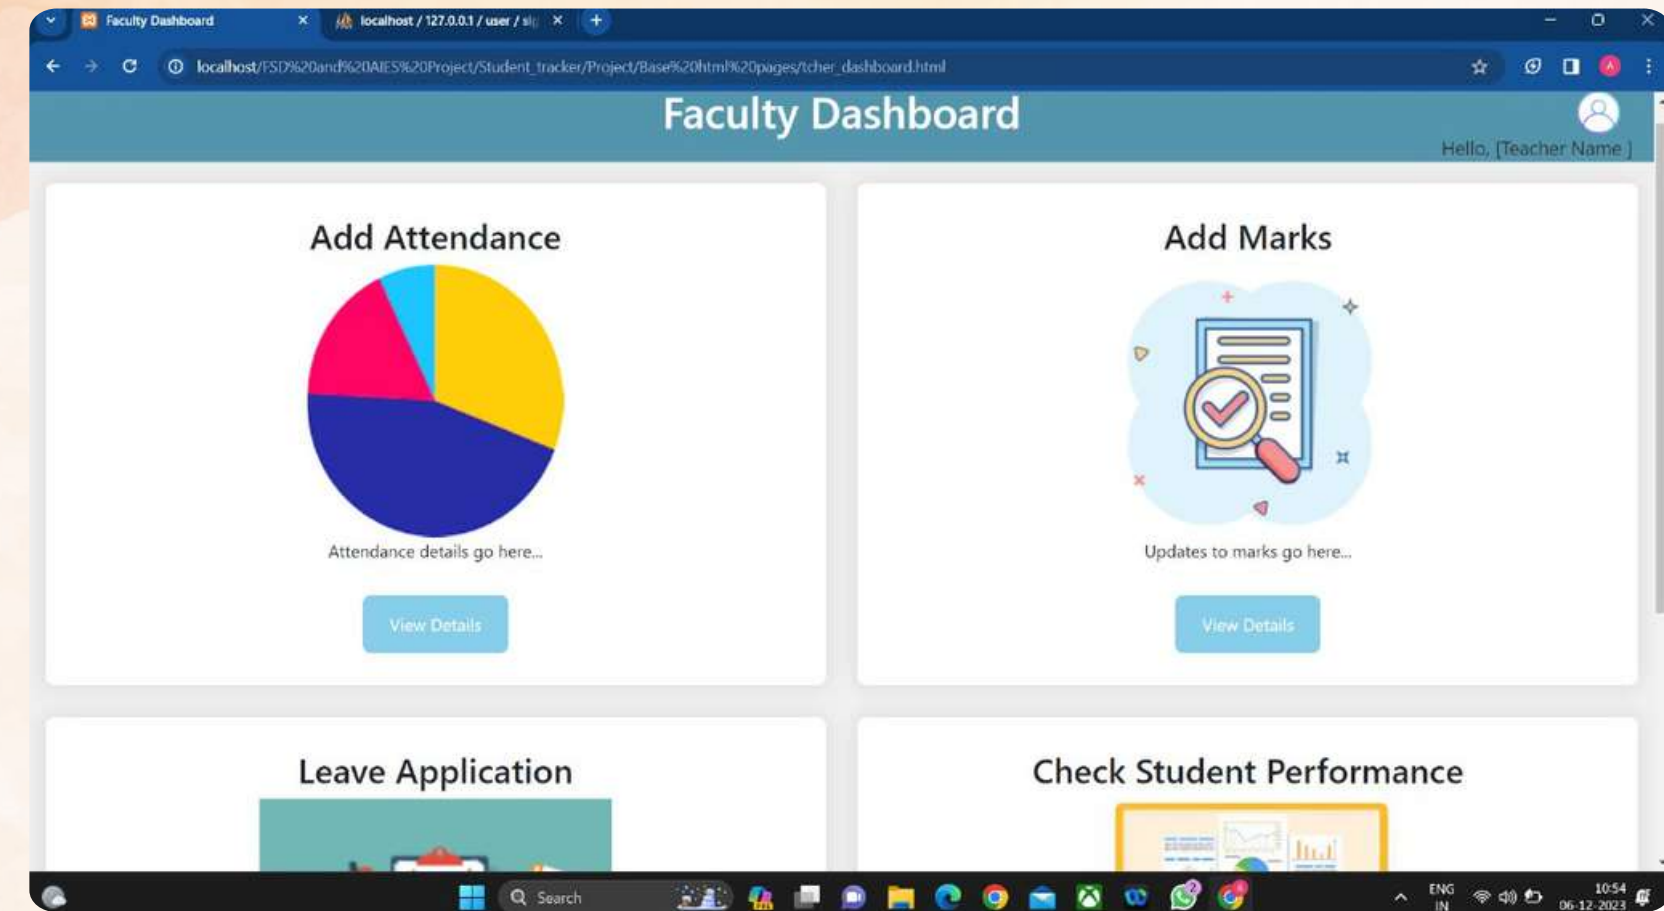 Faculty Dashboard
localhost / 127.0.0.1 / user /
localhost/FSD%20and%20AIES%20Project/Student_tracker/Project/Base%20html%20pages/tcher_dashboard.html
A
Faculty Dashboard
Hello, [Teacher Name ]
Add Attendance
Attendance details go here...
View Details
Add Marks
Updates to marks go here...
View Details
Leave Application
Check Student Performance
Search
ENG
IN
10:54
06-12-2023